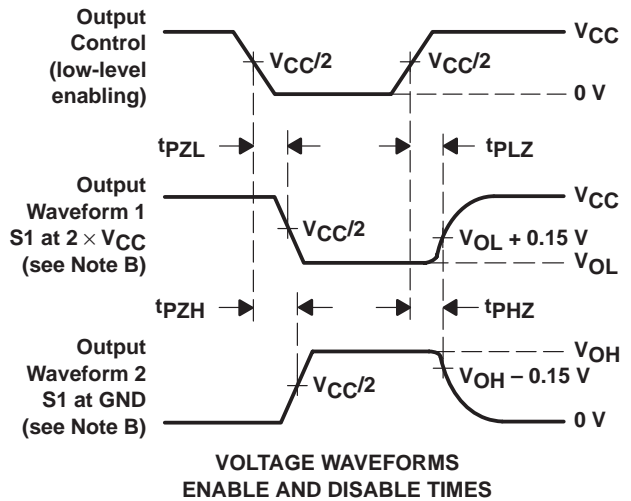 Output
Control
(low-level
enabling)
VCC/2
VCC/2
VCC
0 V
tPZL
tPLZ
Output
Waveform 1
S1 at 2 × VCC
(see Note B)
VCC/2
VCC
VOL + 0.15 V
VOL
tPZH
tPHZ
Output
Waveform 2
S1 at GND
(see Note B)
VCC/2
VOH
VOH – 0.15 V
0 V
VOLTAGE WAVEFORMS
ENABLE AND DISABLE TIMES